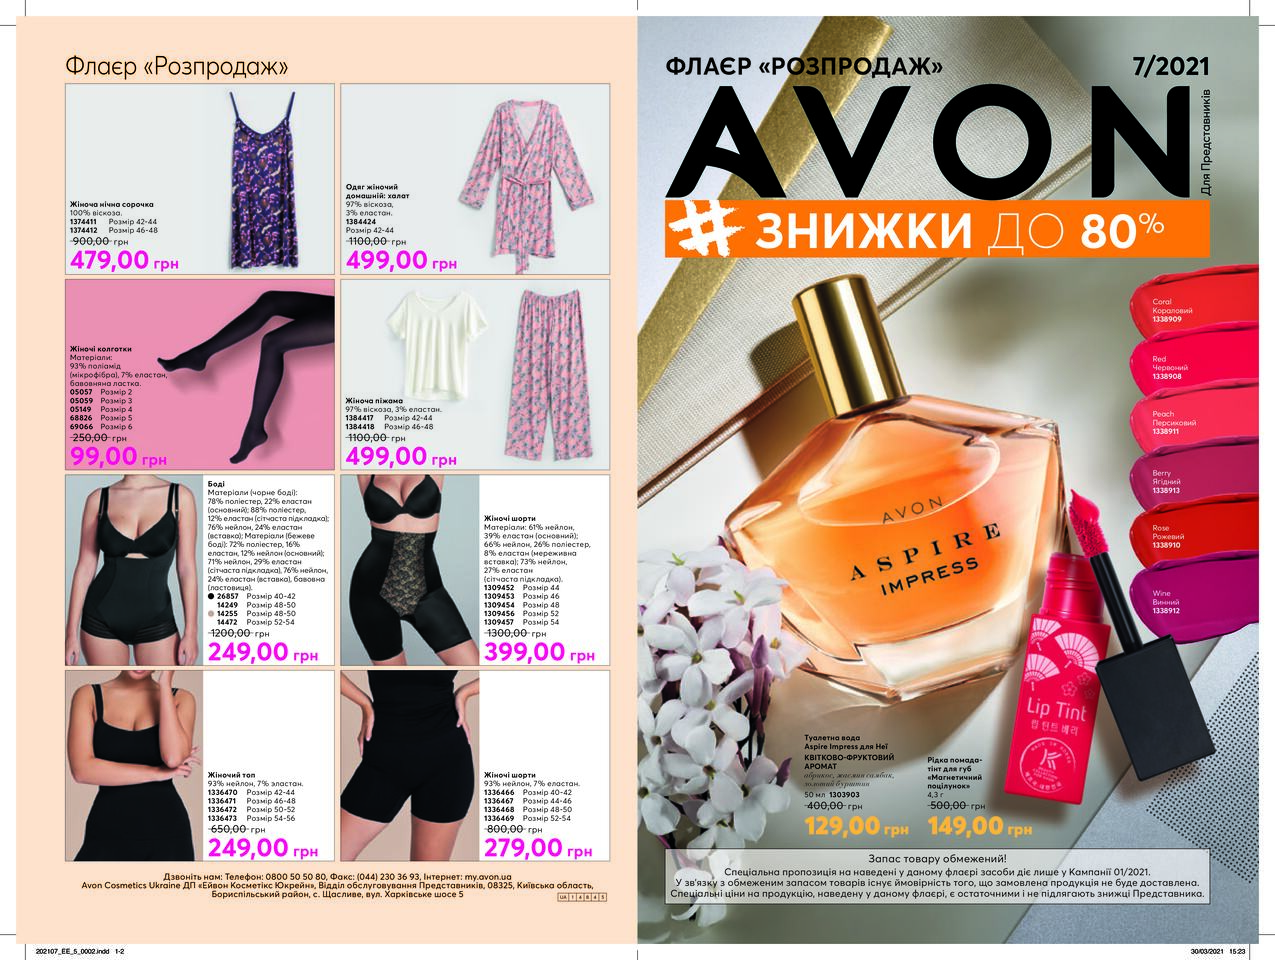 Флаєр «Розпродаж»
Жіноча нічна сорочка
100% віскоза.
1374411 Розмір 42-44
1374412 Розмір 46-48
900,00 грн
479,00 грн
Одяг жіночий
домашній: халат
97% віскоза,
3% еластан.
1384424
Розмір 42-44
1100,00 грн
499,00 грн
Жіночі колготки
Матеріали:
93% поліамід
(мікрофібра), 7% еластан,
бавовняна ластка.
05057 Розмір 2
05059 Розмір 3
05149 Розмір 4
68826 Розмір 5
69066 Розмір 6
250,00 грн
99,00 грн
Жіноча піжама
97% віскоза, 3% еластан.
1384417 Розмір 42-44
1384418 Розмір 46-48
1100,00 грн
499,00 грн
Боді
Матеріали (чорне боді):
78% поліестер, 22% еластан
(основний); 88% поліестер,
12% еластан (сітчаста підкладка);
76% нейлон, 24% еластан
(вставка); Матеріали (бежеве
боді): 72% поліестер, 16%
еластан, 12% нейлон (основний);
71% нейлон, 29% еластан
(сітчаста підкладка), 76% нейлон,
24% еластан (вставка), бавовна
(ластовиця).
26857 Розмір 40-42
14249 Розмір 48-50
14255 Розмір 48-50
14472 Розмір 52-54
1200,00 грн
249,00 грн
Жіночі шорти
Матеріали: 61% нейлон,
39% еластан (основний);
66% нейлон, 26% поліестер,
8% еластан (мереживна
вставка); 73% нейлон,
27% еластан
(сітчаста підкладка).
1309452 Розмір 44
1309453 Розмір 46
1309454 Розмір 48
1309456 Розмір 52
1309457 Розмір 54
1300,00 грн
399,00 грн
Жіночий топ
93% нейлон, 7% эластан.
1336470 Розмір 42-44
1336471 Розмір 46-48
1336472 Розмір 50-52
1336473 Розмір 54-56
650,00 грн
249,00 грн
Жіночі шорти
93% нейлон, 7% еластан.
1336466 Розмір 40-42
1336467 Розмір 44-46
1336468 Розмір 48-50
1336469 Розмір 52-54
800,00 грн
279,00 грн
Дзвоніть нам: Телефон: 0800 50 50 80, Факс: (044) 230 36 93, Інтернет: my.avon.ua
Avon Cosmetics Ukraine ДП «Ейвон Косметікс Юкрейн», Відділ обслуговування Представників, 08325, Київська область,
Бориспільський район, с. Щасливе, вул. Харківське шосе 5
UA 1 4 8 4 5
202107_EE_5_0002.indd 1-2
ФЛАЄР «РОЗПРОДАЖ» 7/2021
AVON
Для Представників
# ЗНИЖКИ ДО 80%
Coral
Кораловий
1338909
Red
Червоний
1338908
Peach
Персиковий
1338911
Berry
Ягідний
1338913
Rose
Рожевий
1338910
Wine
Винний
1338912
AVON
ASPIRE
IMPRESS
Lip Tint
Туалетна вода
Aspire Impress для Неї
КВІТКОВО-ФРУКТОВИЙ
АРОМАТ
абрикос, жасмин самбак,
золотий бурштин
50 мл 1303903
400,00 грн
129,00 грн
Рідка помада-
тінт для губ
«Магнетичний
поцілунок»
4,3 г
500,00 грн
149,00 грн
Запас товару обмежений!
Спеціальна пропозиція на наведені у даному флаєрі засоби діє лише у Кампанії 01/2021.
У зв’язку з обмеженим запасом товарів існує ймовірність того, що замовлена продукція не буде доставлена.
Спеціальні ціни на продукцію, наведену у даному флаєрі, є остаточними і не підлягають знижці Представника.
30/03/2021 15:23